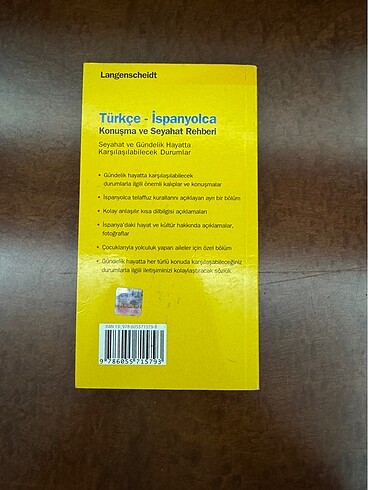 Langenscheidt
Türkçe - İspanyolca
Konuşma ve Seyahat Rehberi
Seyahat ve Gündelik Hayatta
Karşılaşılabilecek Durumlar
• Gündelik hayatta karşılaşılabilecek
durumlarla ilgili önemli kalıplar ve konuşmalar
• İspanyolca telaffuz kurallarını açıklayan ayrı bir bölüm
• Kolay anlaşılır kısa dilbilgisi açıklamaları
• İspanya'daki hayat ve kültür hakkında açıklamalar,
fotoğraflar
• Çocuklarıyla yolculuk yapan aileler için özel bölüm
• Gündelik hayatta her türlü konuda karşılaşabileceğiniz
durumlarla ilgili iletişiminizi kolaylaştıracak sözlük
9 786055 715793